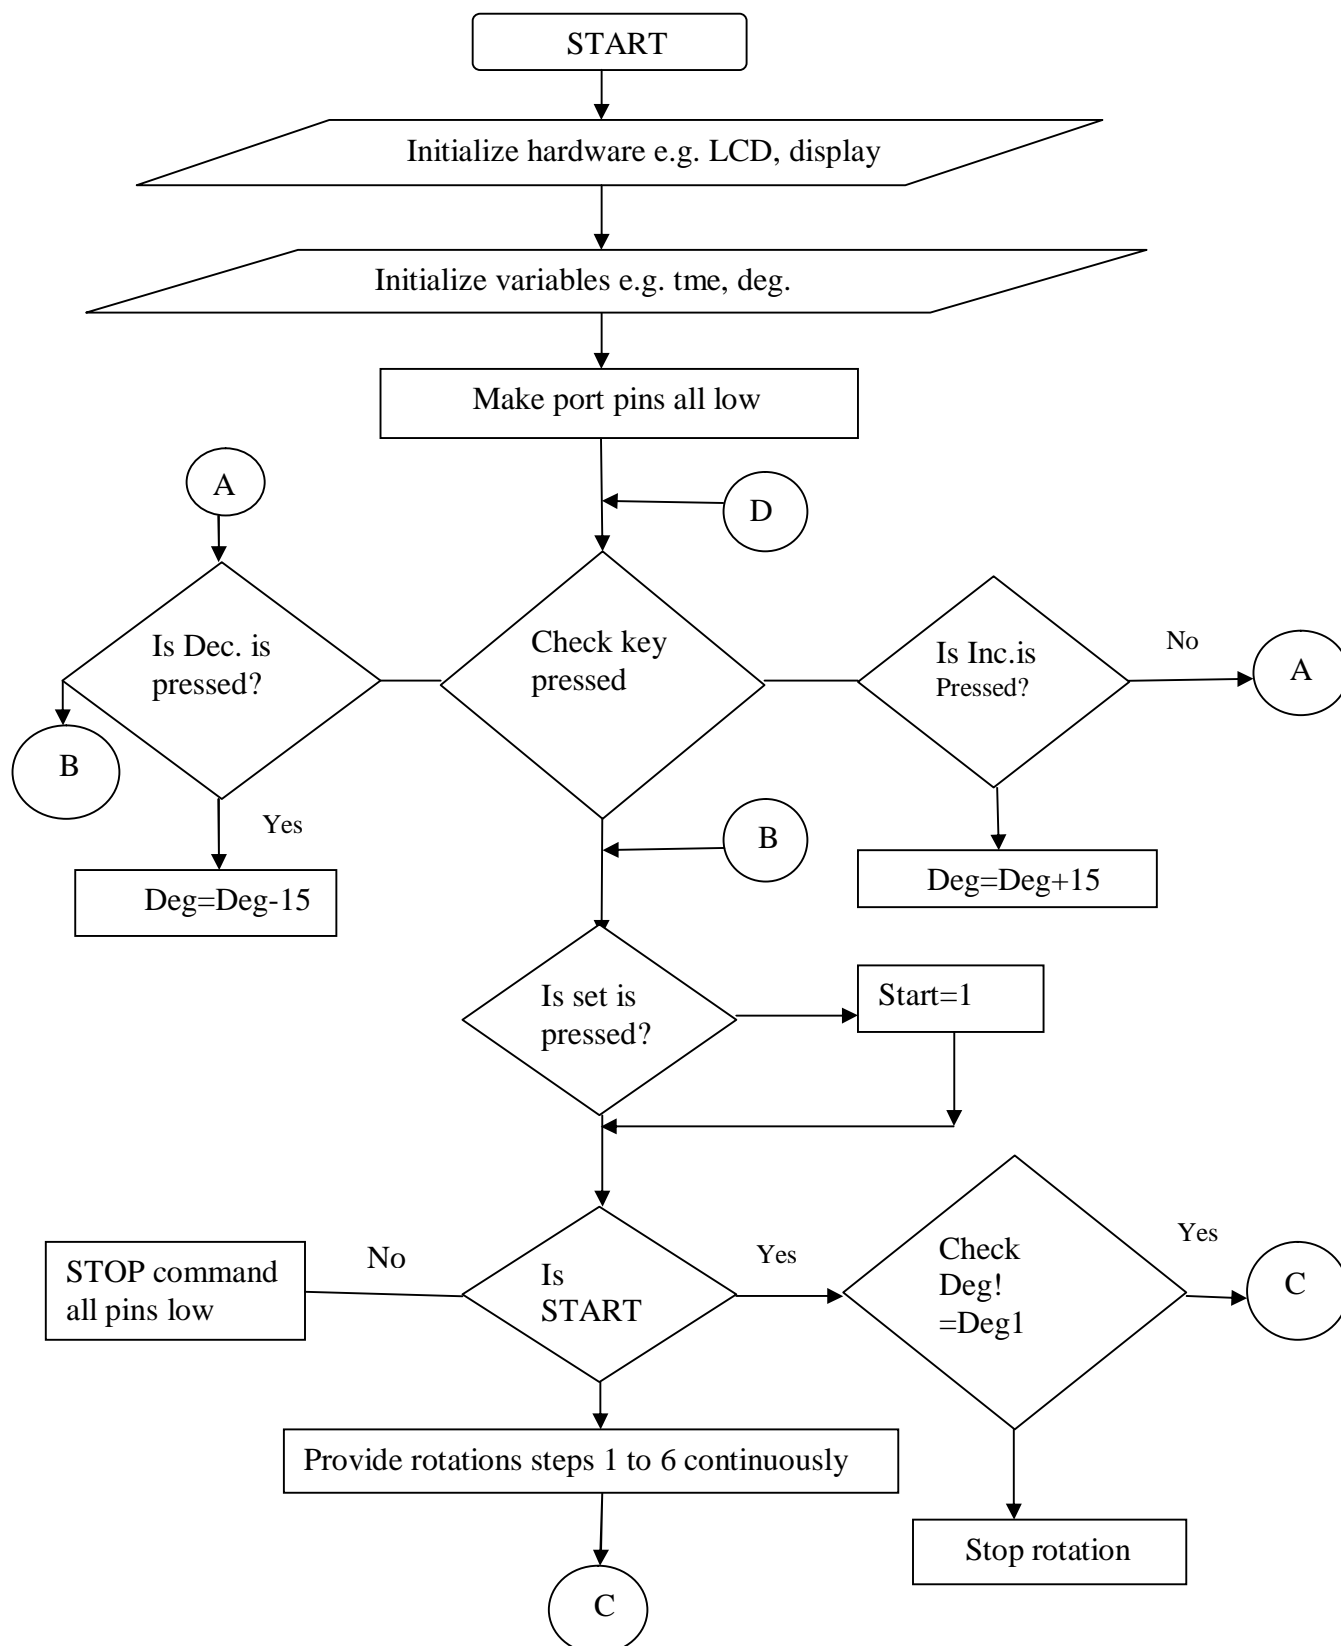 START
Initialize hardware e.g. LCD, display
Initialize variables e.g. tme, deg.
Make port pins all low
A
D
Is Dec. is
pressed?
Check key
pressed
Is Inc.is
Pressed?
No
A
B
Yes
B
Deg=Deg-15
Deg=Deg+15
Is set is
pressed?
Start=1
STOP command
all pins low
No
Is
START
Yes
Check
Deg!
=Deg1
Yes
C
Provide rotations steps 1 to 6 continuously
Stop rotation
C